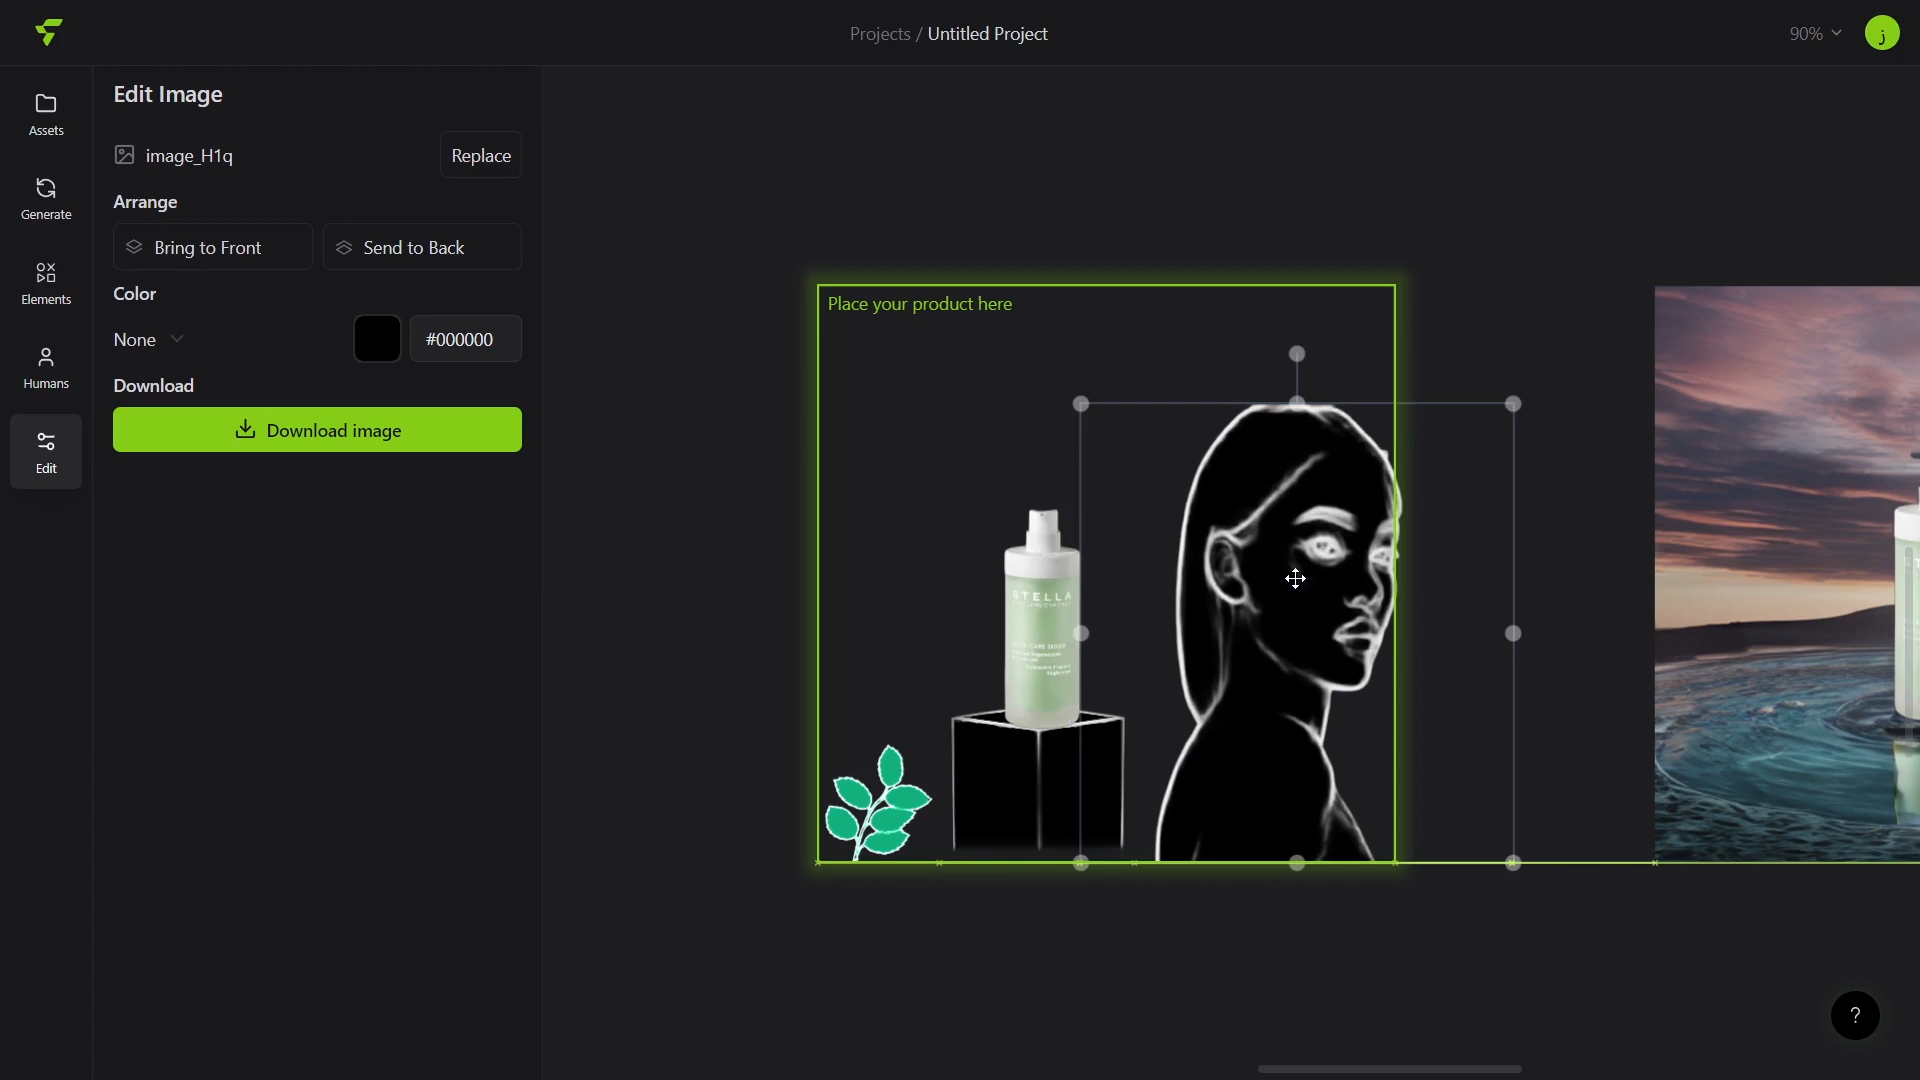 Projects / Untitled Project
90%
j
Assets
Generate
Elements
Humans
Edit
Edit Image
image_H1q
Replace
Arrange
Bring to Front
Send to Back
Color
None
#000000
Download
Download image
Place your product here
STELLA
?